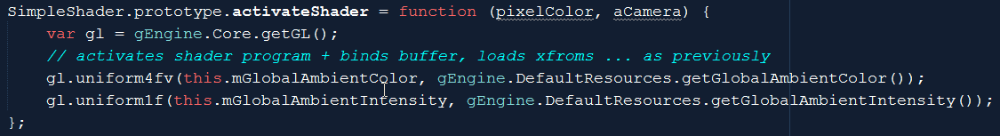 SimpleShader.prototype.activateShader = function (pixelColor, aCamera) {
var gl = gEngine.Core.getGL();
// activates shader program + binds buffer, loads xfroms ... as previously
gl.uniform4fv(this.mGlobalAmbientColor, gEngine.DefaultResources.getGlobalAmbientColor());
gl.uniform1f(this.mGlobalAmbientIntensity, gEngine.DefaultResources.getGlobalAmbientIntensity());
};